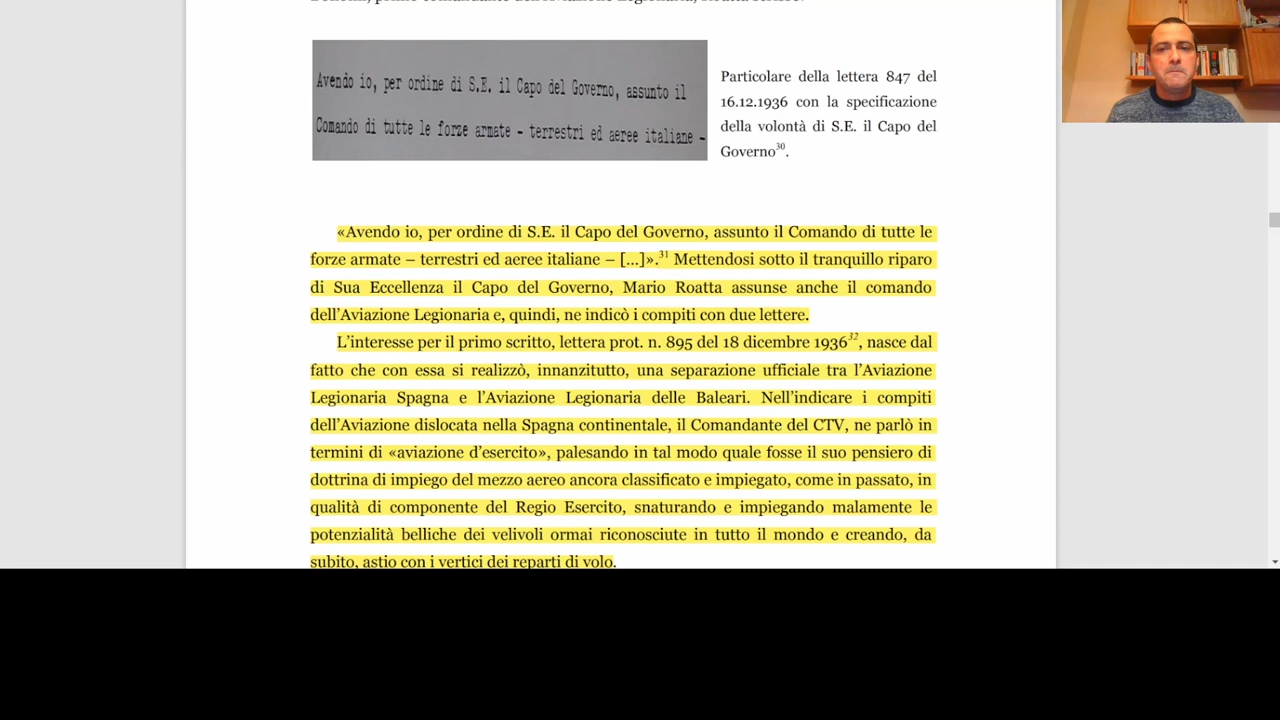 Avendo io, per ordine di S.E. il Capo del Governo, assunto il
Comando di tutte le forze armate - terrestri ed aeree italiane -
Particolare della lettera 847 del
16.12.1936 con la specificazione
della volontà di S.E. il Capo del
Governo30.
«Avendo io, per ordine di S.E. il Capo del Governo, assunto il Comando di tutte le
forze armate – terrestri ed aeree italiane – [...]».31 Mettendosi sotto il tranquillo riparo
di Sua Eccellenza il Capo del Governo, Mario Roatta assunse anche il comando
dell'Aviazione Legionaria e, quindi, ne indicò i compiti con due lettere.
L'interesse per il primo scritto, lettera prot. n. 895 del 18 dicembre 193632, nasce dal
fatto che con essa si realizzò, innanzitutto, una separazione ufficiale tra l'Aviazione
Legionaria Spagna e l'Aviazione Legionaria delle Baleari. Nell'indicare i compiti
dell'Aviazione dislocata nella Spagna continentale, il Comandante del CTV, ne parlò in
termini di «aviazione d'esercito», palesando in tal modo quale fosse il suo pensiero di
dottrina di impiego del mezzo aereo ancora classificato e impiegato, come in passato, in
qualità di componente del Regio Esercito, snaturando e impiegando malamente le
potenzialità belliche dei velivoli ormai riconosciute in tutto il mondo e creando, da
subito, astio con i vertici dei reparti di volo.